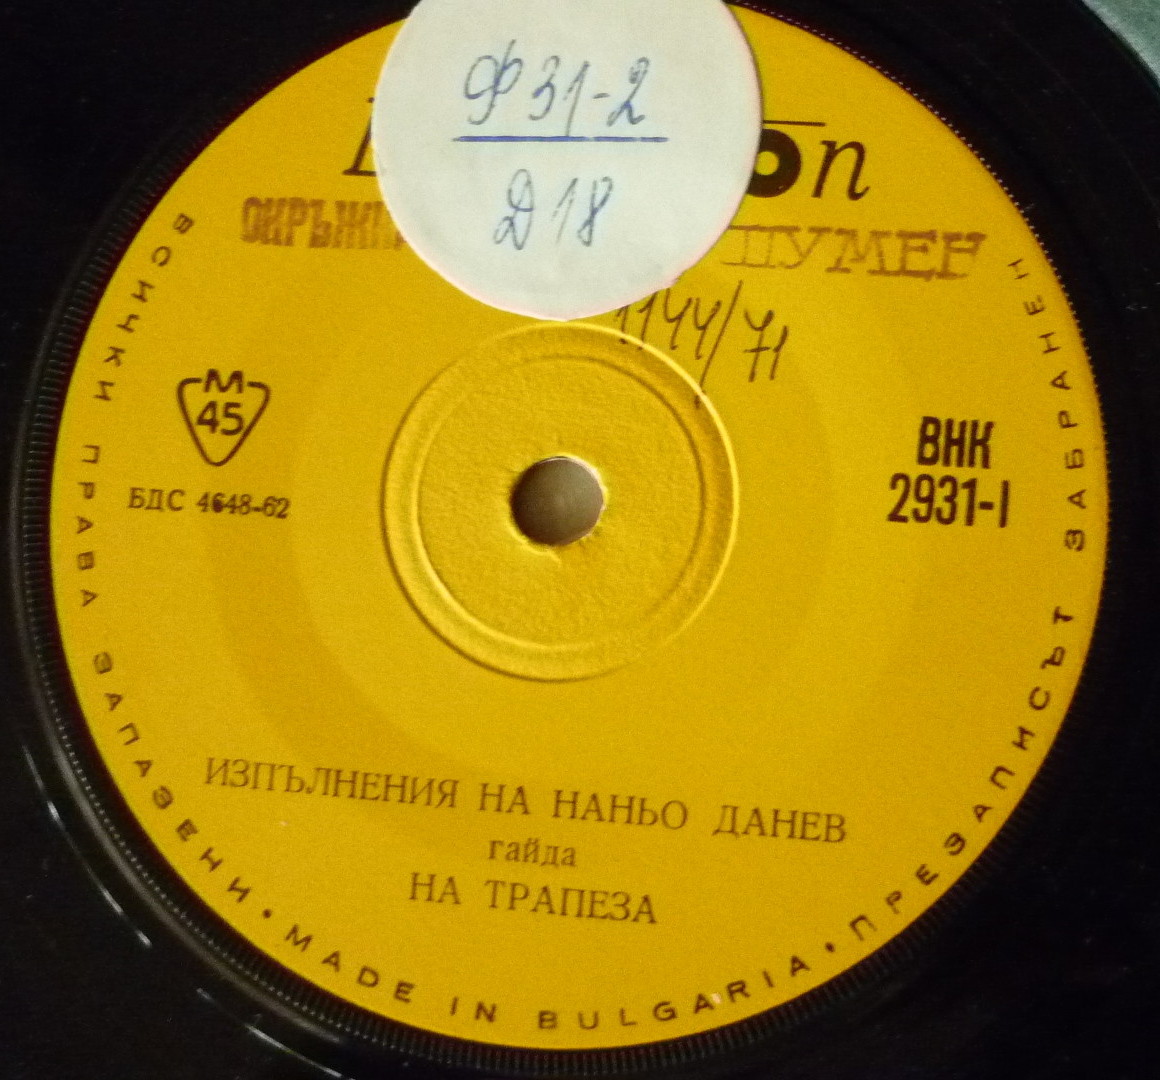 Ф31-2
Д18
ШУМЕН
1144/71
М
45
БДС 4648-62
ВНК
2931-I
ИЗПЪЛНЕНИЯ НА НАНЬО ДАНЕВ
гайда
НА ТРАПЕЗА
ВСИЧКИ ПРАВА ЗАПАЗЕНИ • MADE IN BULGARIA • ПРЕЗАПИСЪТ ЗАБРАНЕН